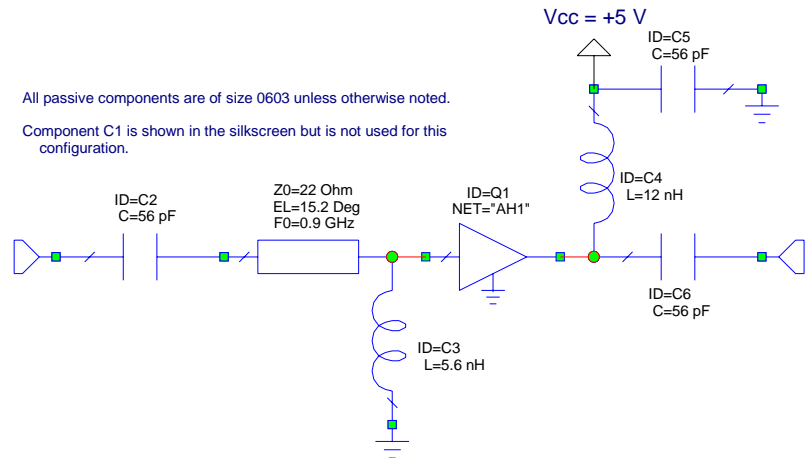 Vcc = +5 V
ID=C5
C=56 pF
All passive components are of size 0603 unless otherwise noted.
Component C1 is shown in the silkscreen but is not used for this
configuration.
ID=C2
C=56 pF
Z0=22 Ohm
EL=15.2 Deg
F0=0.9 GHz
ID=Q1
NET="AH1"
ID=C4
L=12 nH
ID=C6
C=56 pF
ID=C3
L=5.6 nH